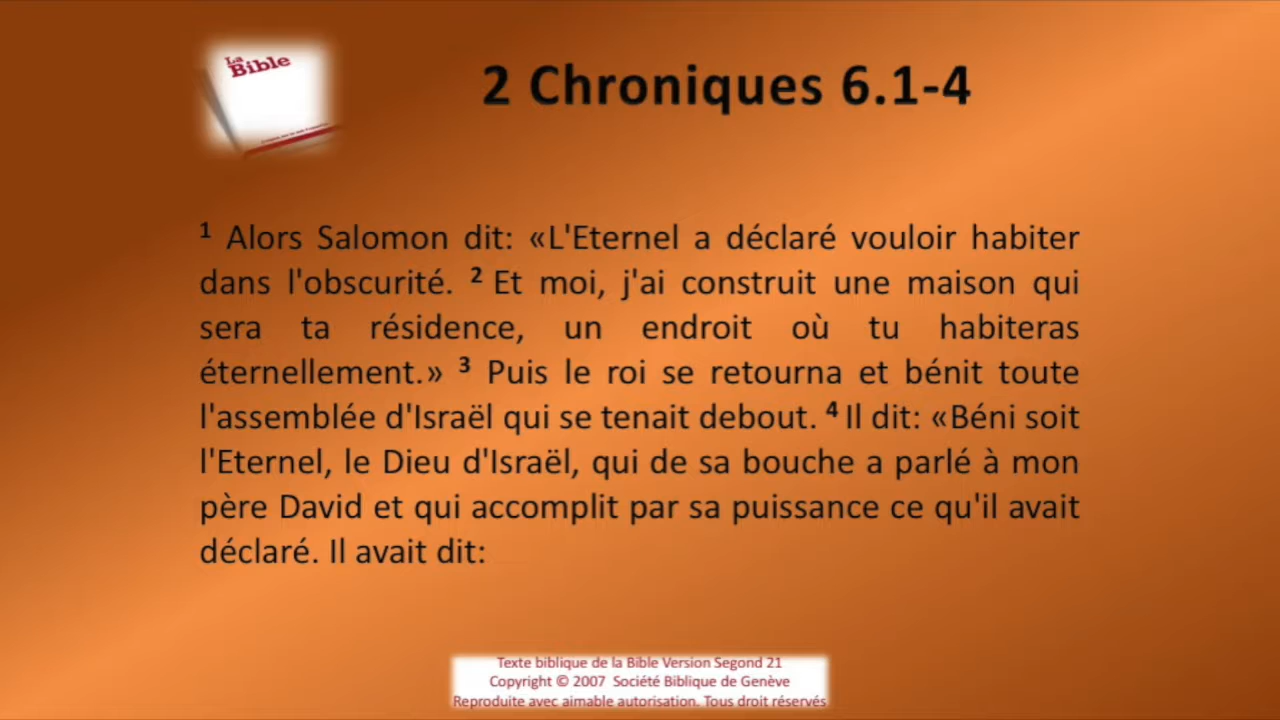 La
Bible
2 Chroniques 6.1-4
1 Alors Salomon dit: «L'Eternel a déclaré vouloir habiter
dans l'obscurité. 2 Et moi, j'ai construit une maison qui
sera ta résidence, un endroit où tu habiteras
éternellement.» 3 Puis le roi se retourna et bénit toute
l'assemblée d'Israël qui se tenait debout. 4 Il dit: «Béni soit
l'Eternel, le Dieu d'Israël, qui de sa bouche a parlé à mon
père David et qui accomplit par sa puissance ce qu'il avait
déclaré. Il avait dit:
Texte biblique de la Bible Version Segond 21
Copyright © 2007 Société Biblique de Genève
Reproduite avec aimable autorisation. Tous droit réservés